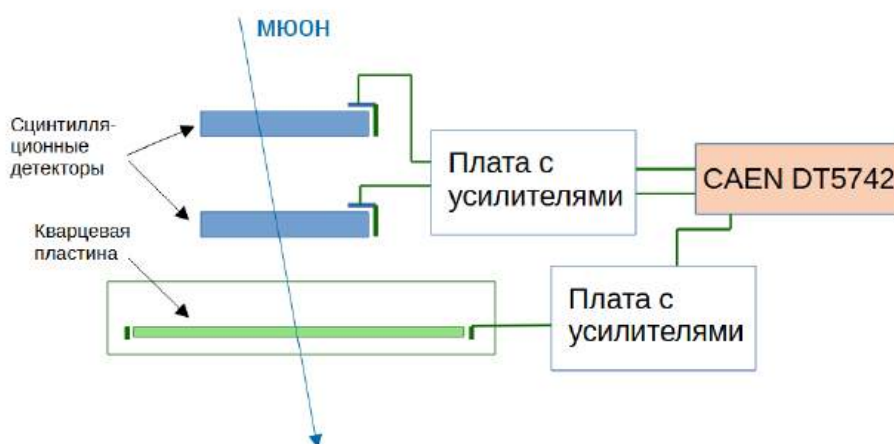 мюон
Сцинтилля-
ционные
детекторы
Плата с
усилителями
CAEN DT5742
Кварцевая
пластина
Плата с
усилителями